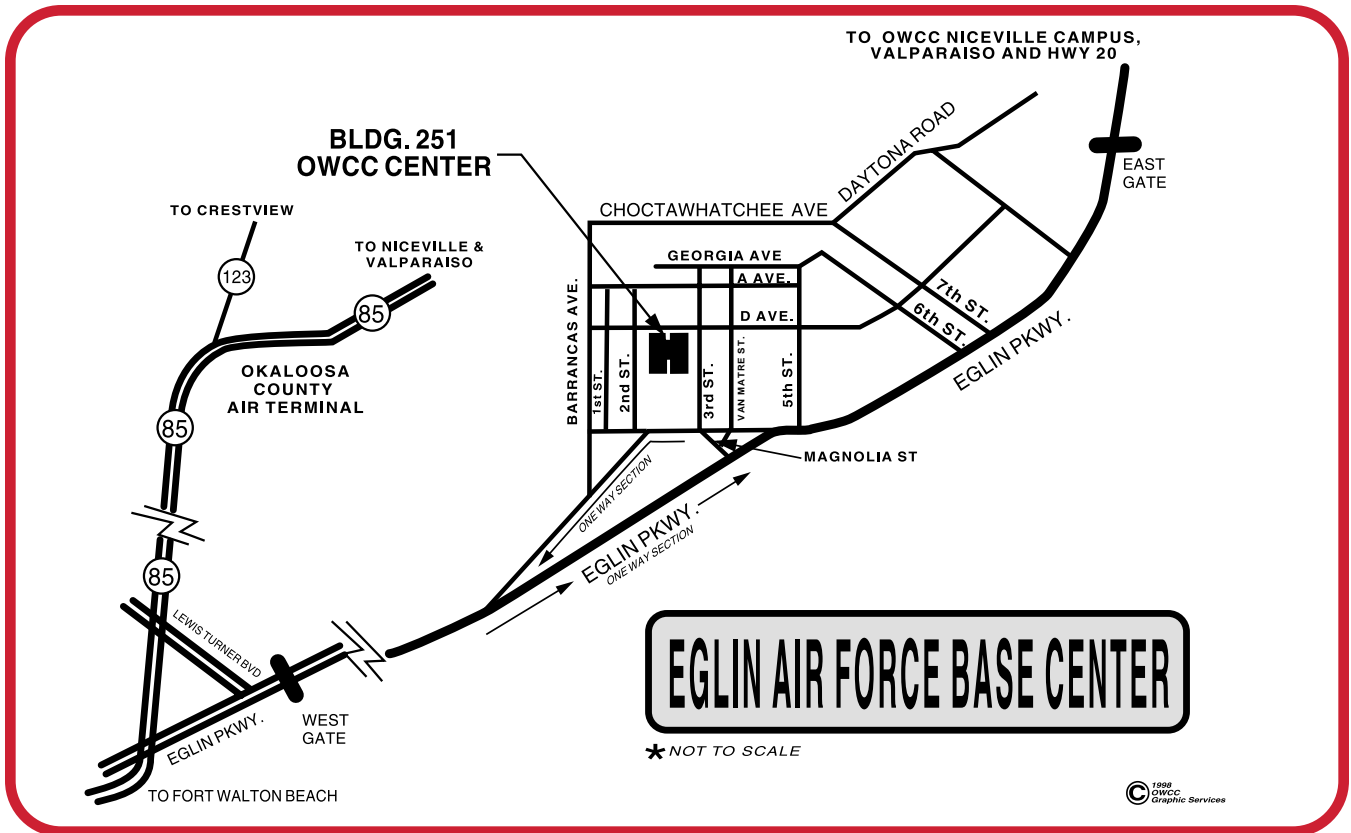 TO OWCC NICEVILLE CAMPUS,
VALPARAISO AND HWY 20
BLDG. 251
OWCC CENTER
DAYTONA ROAD
EAST
GATE
TO CRESTVIEW
CHOCTAWHATCHEE AVE
TO NICEVILLE &
VALPARAISO
GEORGIA AVE
123
A AVE.
85
BARRANCAS AVE.
D AVE.
7th ST.
6th ST.
EGLIN PKWY.
OKALOOSA
COUNTY
AIR TERMINAL
1st ST.
2nd ST.
3rd ST.
VAN MATRE ST.
5th ST.
85
MAGNOLIA ST
ONE WAY SECTION
EGLIN PKWY.
ONE WAY SECTION
85
LEWIS TURNER BVD
EGLIN AIR FORCE BASE CENTER
WEST
GATE
EGLIN PKWY.
* NOT TO SCALE
TO FORT WALTON BEACH
© 1998
OWCC
Graphic Services